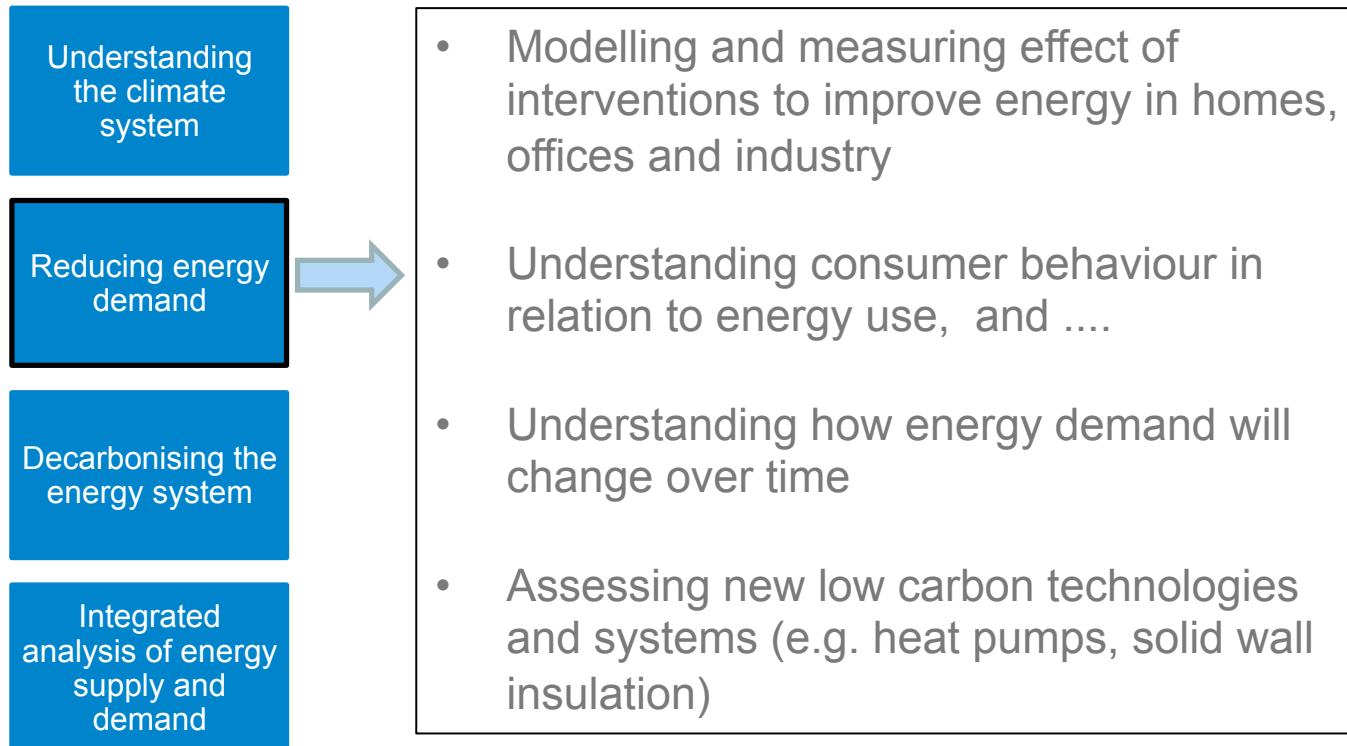 Understanding
the climate
system
Reducing energy
demand
Decarbonising the
energy system
Integrated
analysis of energy
supply and
demand
• Modelling and measuring effect of
interventions to improve energy in homes,
offices and industry
• Understanding consumer behaviour in
relation to energy use,  and ....
• Understanding how energy demand will
change over time
• Assessing new low carbon technologies
and systems (e.g. heat pumps, solid wall
insulation)